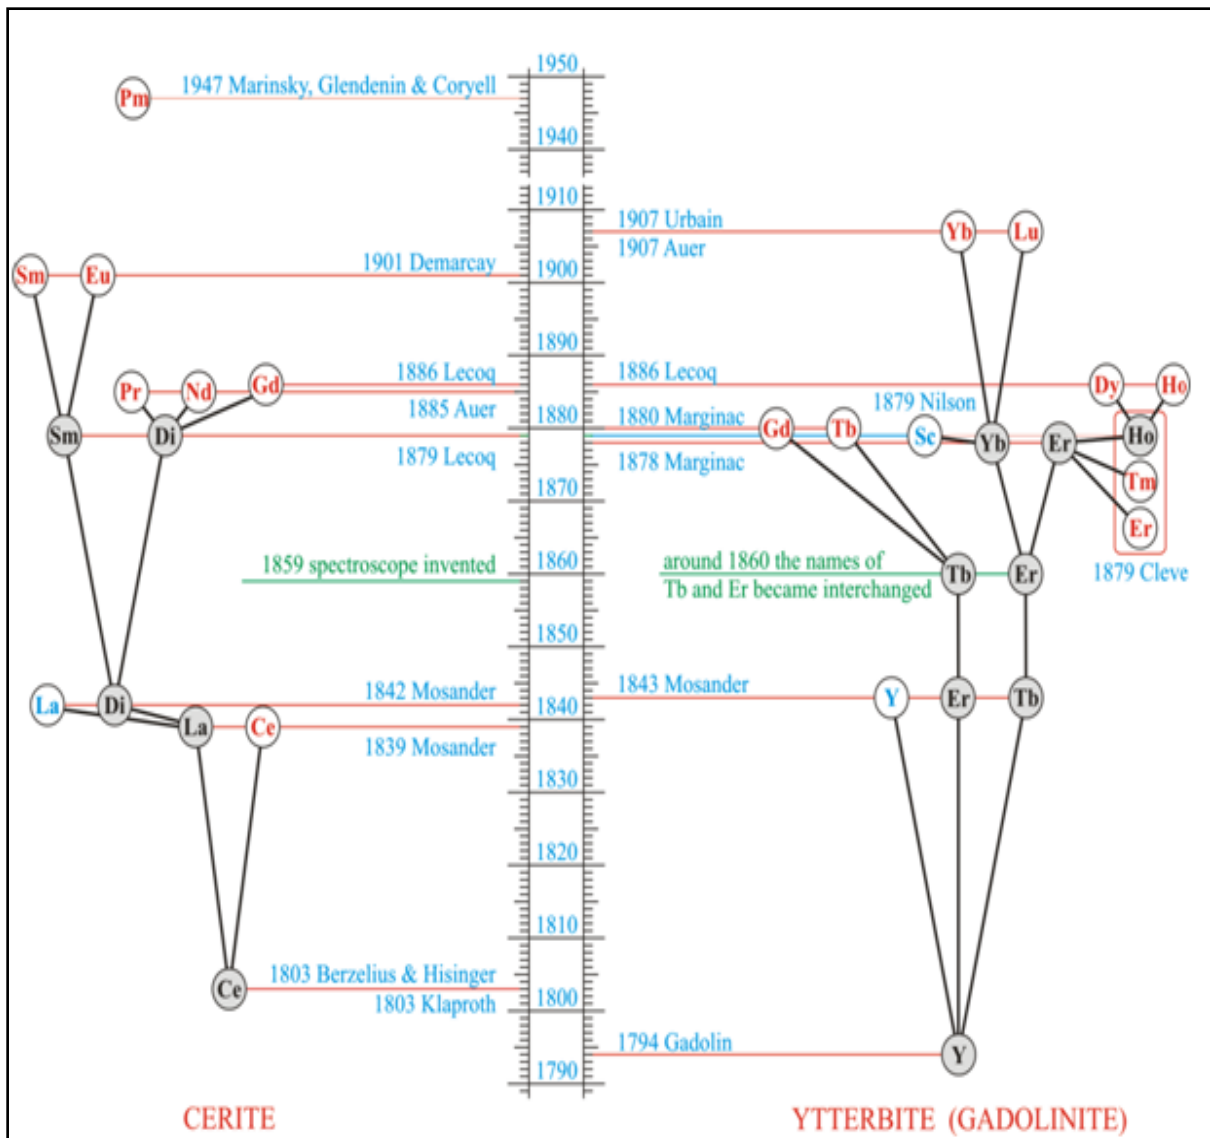 1950
1947 Marinsky, Glendenin & Coryell
Pm
1940
1910
1907 Urbain
Yb Lu
1907 Auer
1901 Demarcay
Sm Eu
1900
1890
1886 Lecoq
1886 Lecoq
Pr Nd Gd
Dy Ho
1885 Auer
1880
1880 Marginac
1879 Nilson
Gd Tb
Sm Di
Sc Yb Er Ho
1879 Lecoq
1878 Marginac
Tm
1870
Er
1859 spectroscope invented
1860
around 1860 the names of
Tb and Er became interchanged
Tb Er
1879 Cleve
1850
1842 Mosander
1843 Mosander
La Di
Y Er Tb
1840
La Ce
1839 Mosander
1830
1820
1810
1803 Berzelius & Hisinger
Ce
1803 Klaproth
1800
1794 Gadolin
Y
1790
CERITE
YTTERBITE (GADOLINITE)